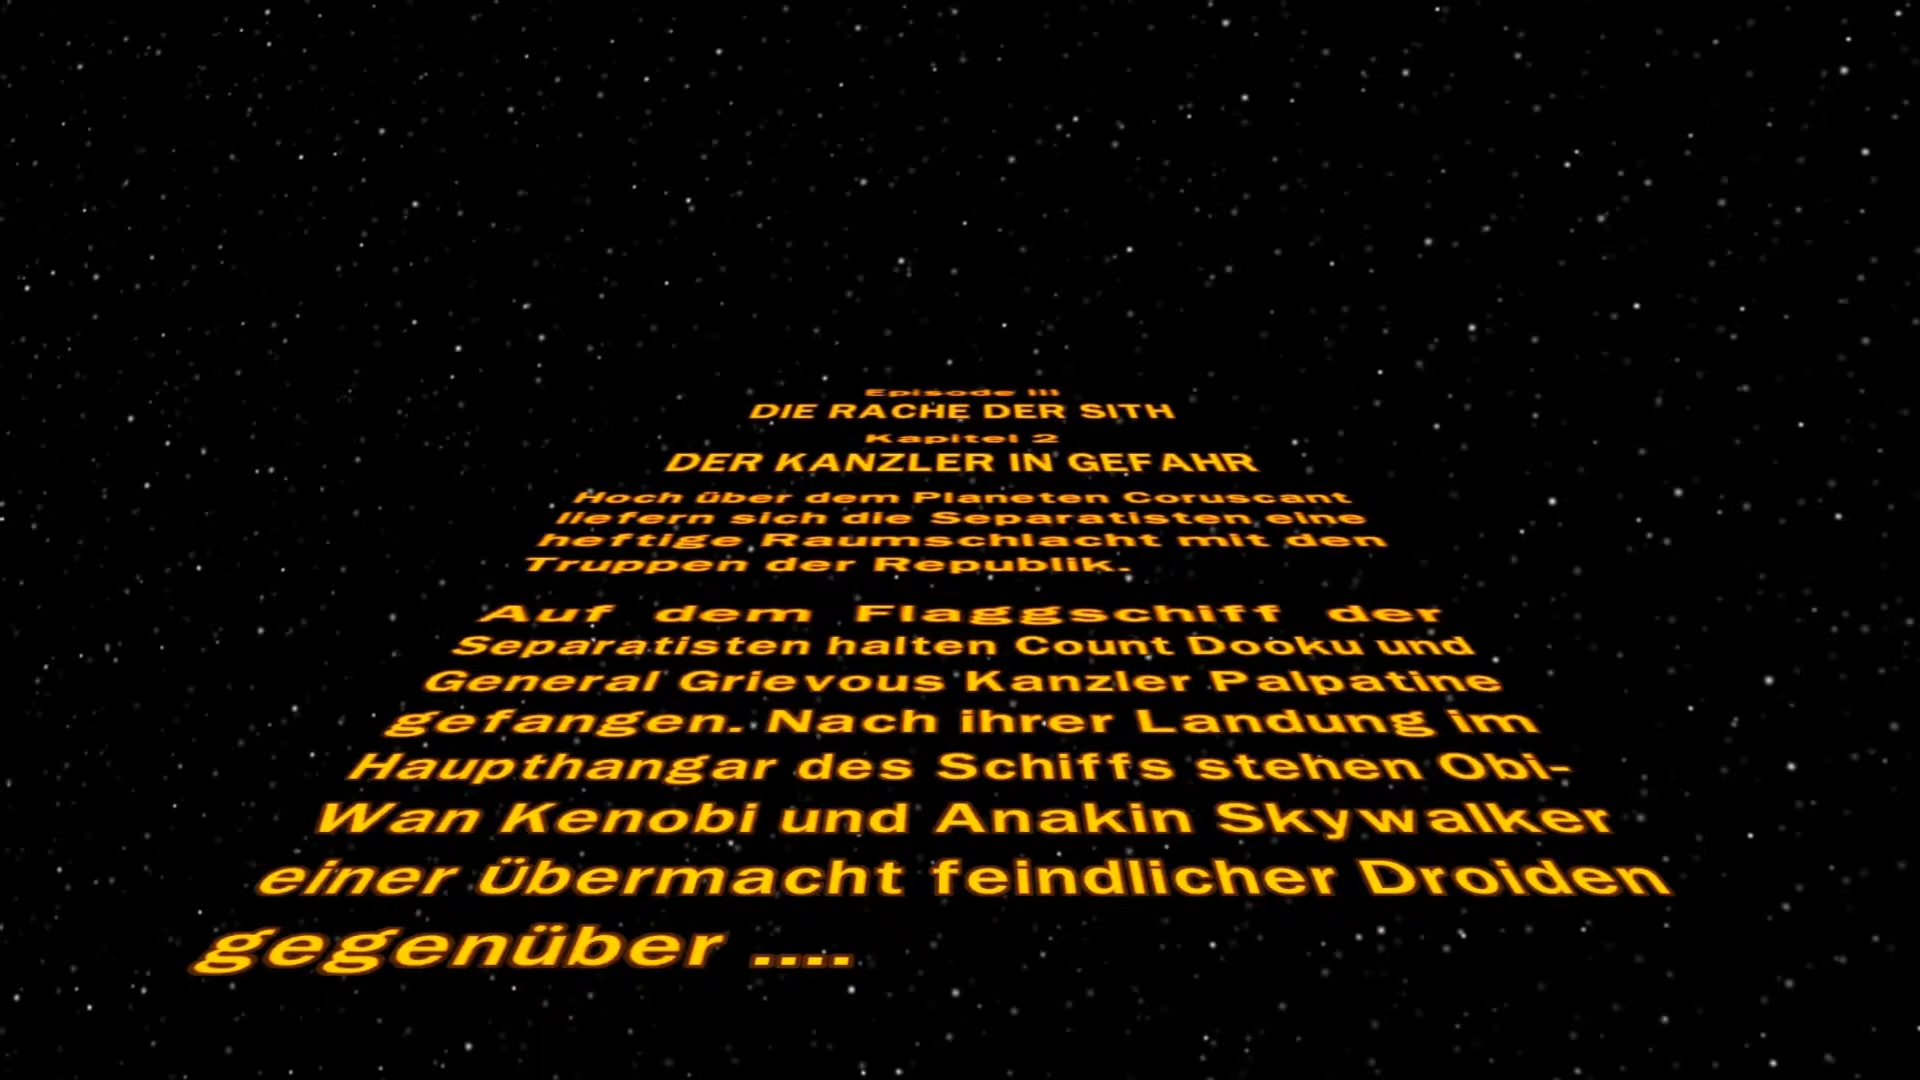 Episode III
DIE RACHE DER SITH
Kapitel 2
DER KANZLER IN GEFAHR
Hoch über dem Planeten Coruscant
liefern sich die Separatisten eine
heftige Raumschlacht mit den
Truppen der Republik.
Auf dem Flaggschiff der
Separatisten halten Count Dooku und
General Grievous Kanzler Palpatine
gefangen. Nach ihrer Landung im
Haupthangar des Schiffs stehen Obi-
Wan Kenobi und Anakin Skywalker
einer Übermacht feindlicher Droiden
gegenüber ....